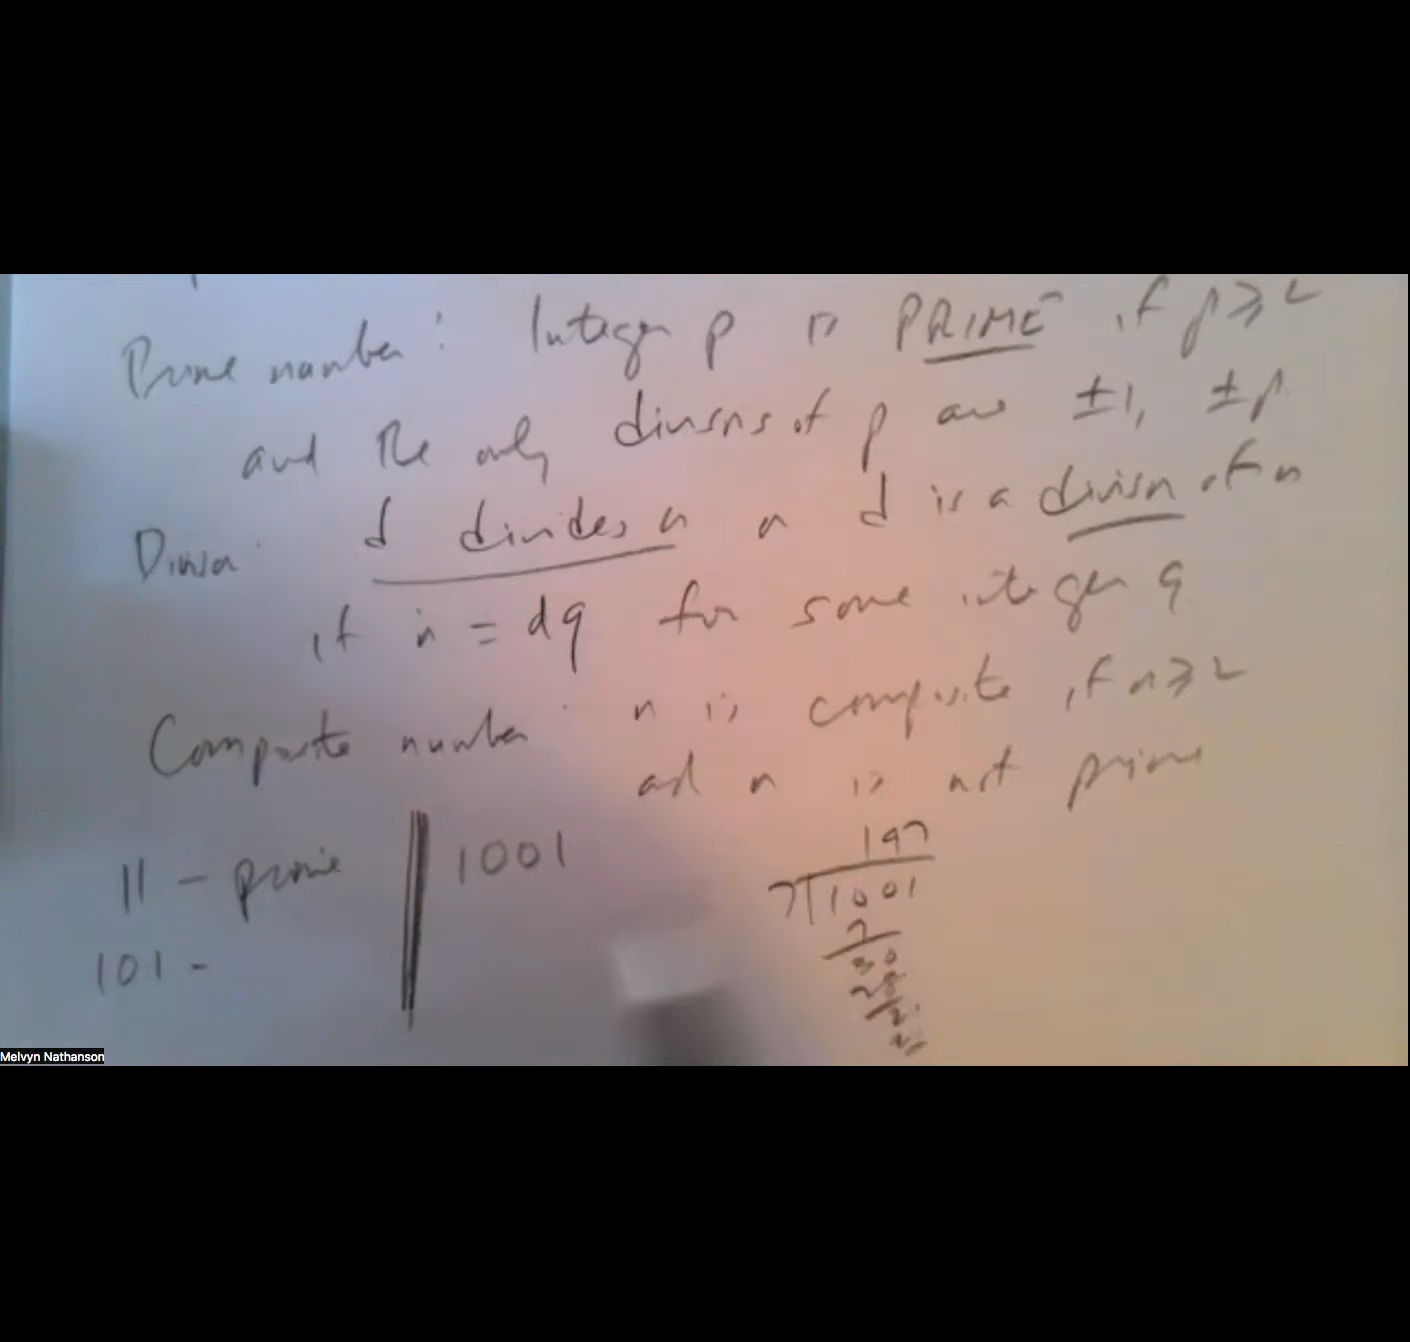 Prime number: Integer p is PRIME if p ≥ 2
and the only divisors of p are ±1, ±p.
Divisor: d divides n or d is a divisor of n
if n = dq for some integer q
Composite number: n is composite if n ≥ 2
and n is not prime
11 - prime
1001
101 -
147
7 1001
7
30
28
21
Melvyn Nathanson